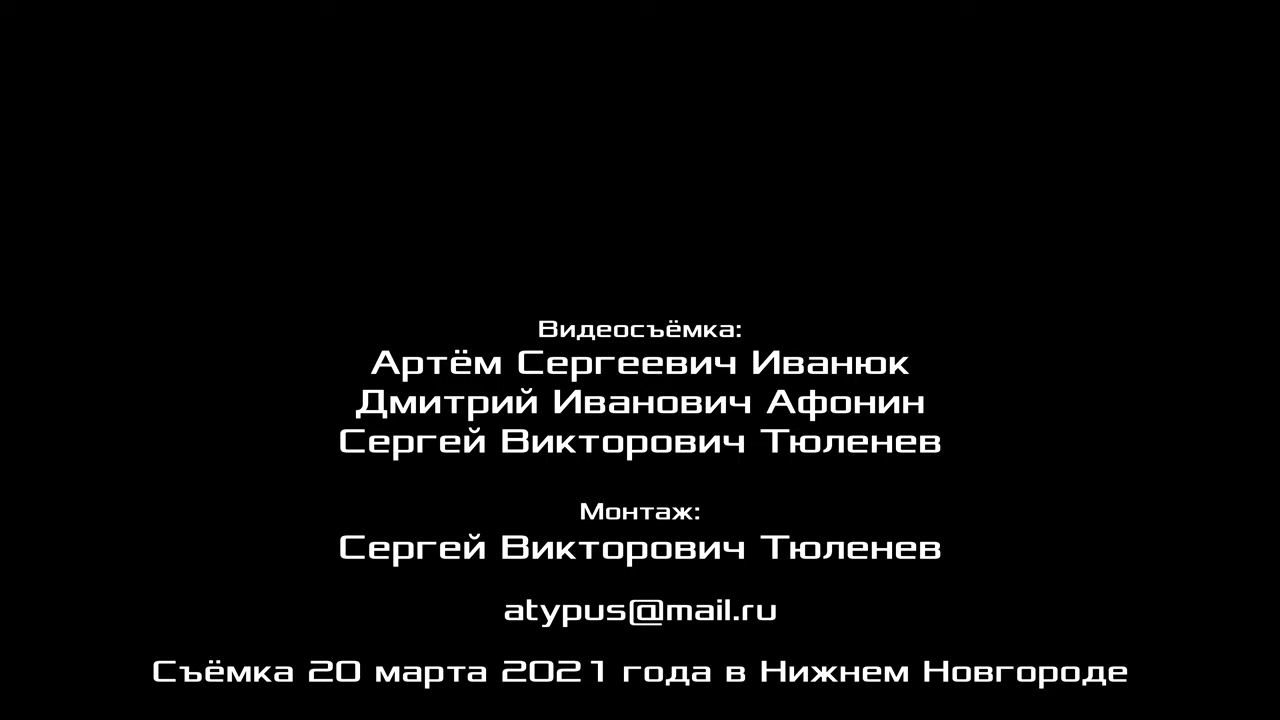 Видеосъёмка:
Артём Сергеевич Иванюк
Дмитрий Иванович Афонин
Сергей Викторович Тюленев
Монтаж:
Сергей Викторович Тюленев
atypus@mail.ru
Съёмка 20 марта 2021 года в Нижнем Новгороде